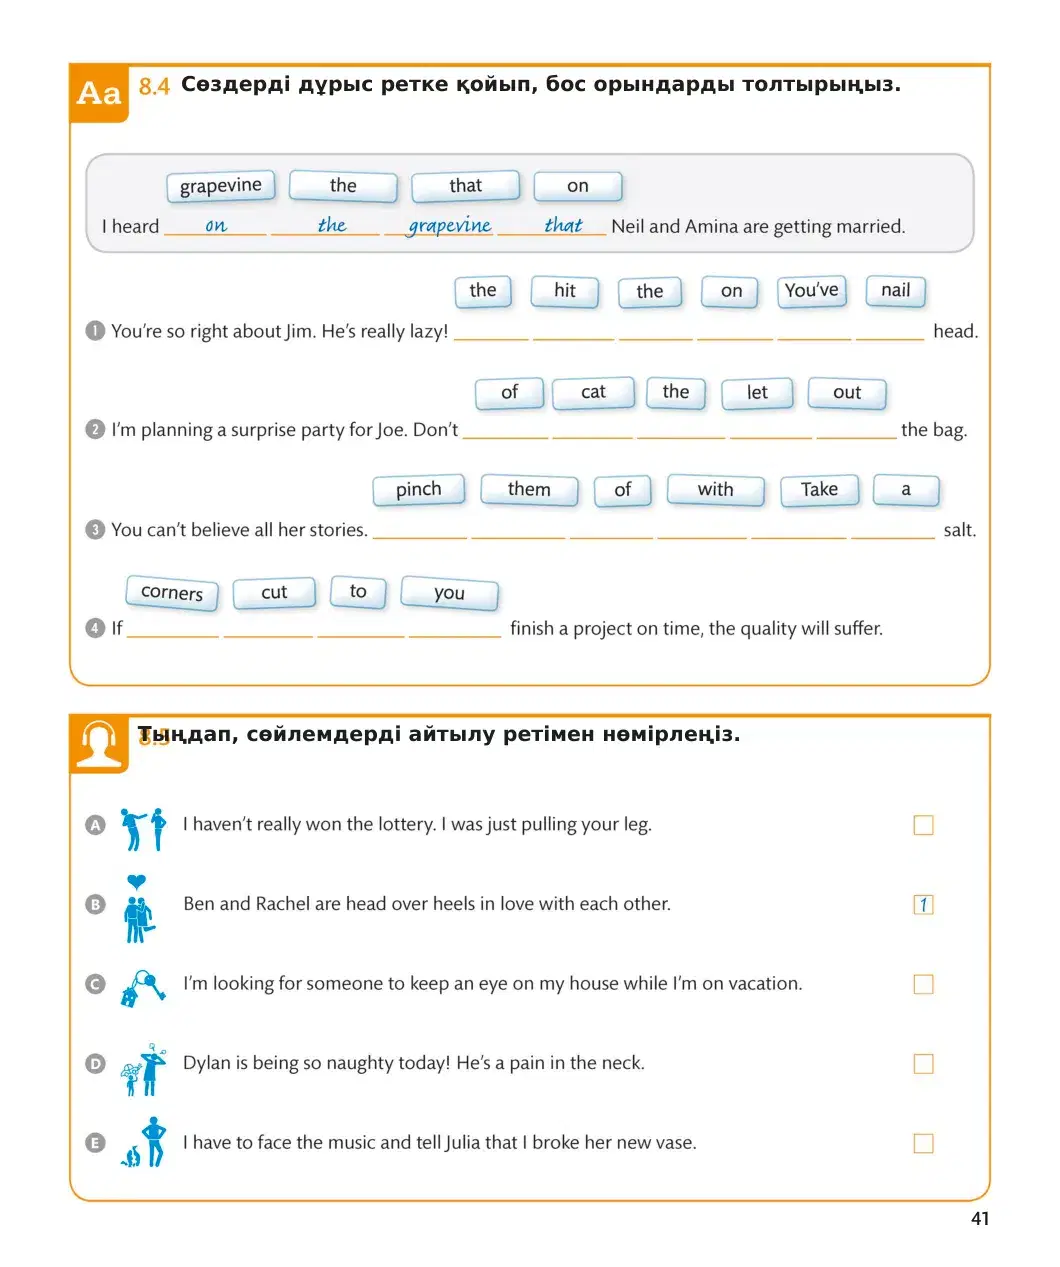 Aa 8.4 Сөздерді дұрыс ретке қойып, бос орындарды толтырыңыз.
grapevine the that on
I heard on the grapevine that Neil and Amina are getting married.
the hit the on You've nail
1 You're so right about Jim. He's really lazy! head.
of cat the let out
2 I'm planning a surprise party for Joe. Don't the bag.
pinch them of with Take a
3 You can't believe all her stories. salt.
corners cut to you
4 If finish a project on time, the quality will suffer.
8.5 Тыңдап, сөйлемдерді айтылу ретімен нөмірлеңіз.
A I haven't really won the lottery. I was just pulling your leg.
B Ben and Rachel are head over heels in love with each other. 1
C I'm looking for someone to keep an eye on my house while I'm on vacation.
D Dylan is being so naughty today! He's a pain in the neck.
E I have to face the music and tell Julia that I broke her new vase.
41